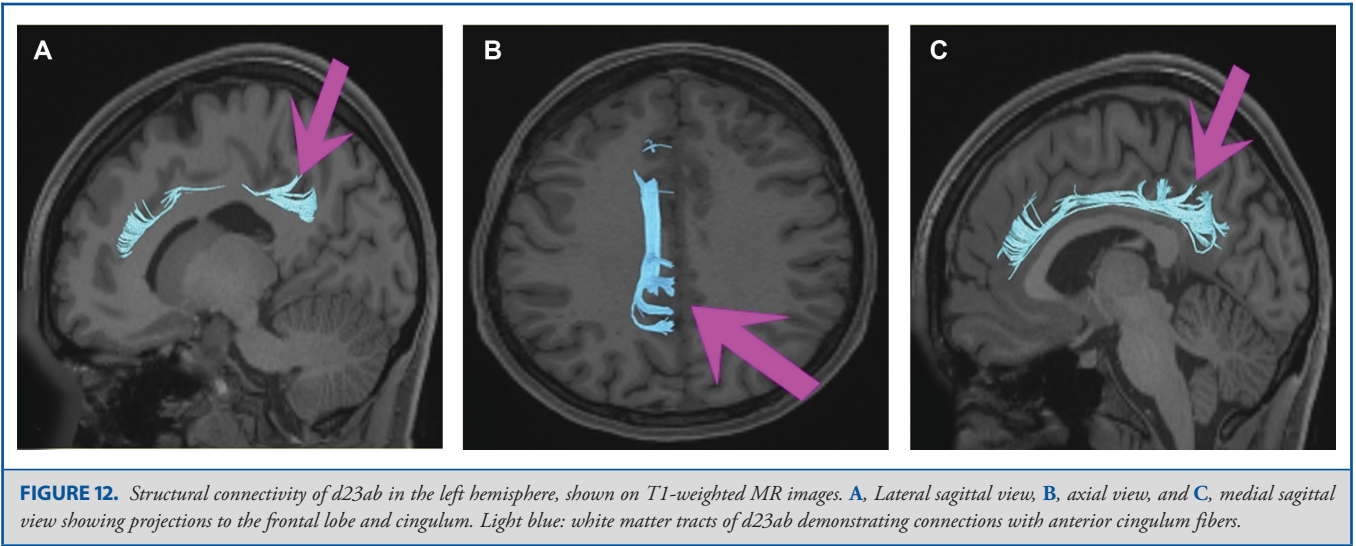 A
B
C
FIGURE 12. Structural connectivity of d23ab in the left hemisphere, shown on T1-weighted MR images. A, Lateral sagittal view, B, axial view, and C, medial sagittal
view showing projections to the frontal lobe and cingulum. Light blue: white matter tracts of d23ab demonstrating connections with anterior cingulum fibers.